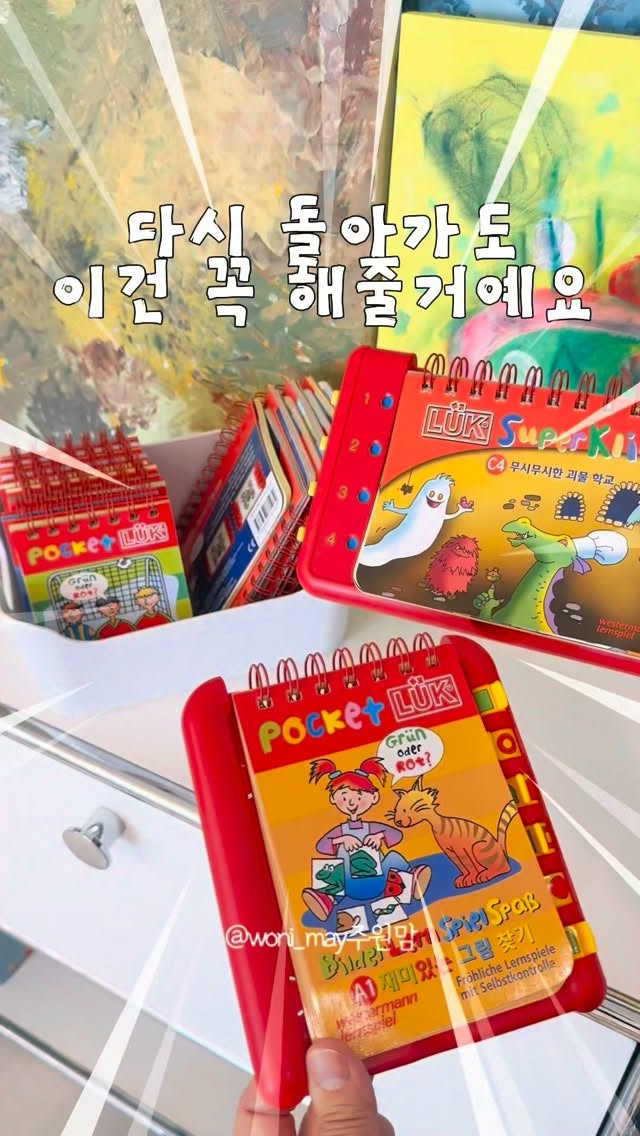 다시 돌아가도
이건 꼭 해줄거예요
1
2
3
4
LÜK
SuperKli
C4 무시무시한 괴물 학교
westermann
lernspiel
Pocket LÜK
Grün
oder
Rot?
Pocket LÜK
Grün
oder
Rot?
@woni_may주원맘
Bilder SpielSpaß
A1 재미있는 그림 찾기
westermann
lernspiel
Fröhliche Lernspiele
mit Selbstkontrolle